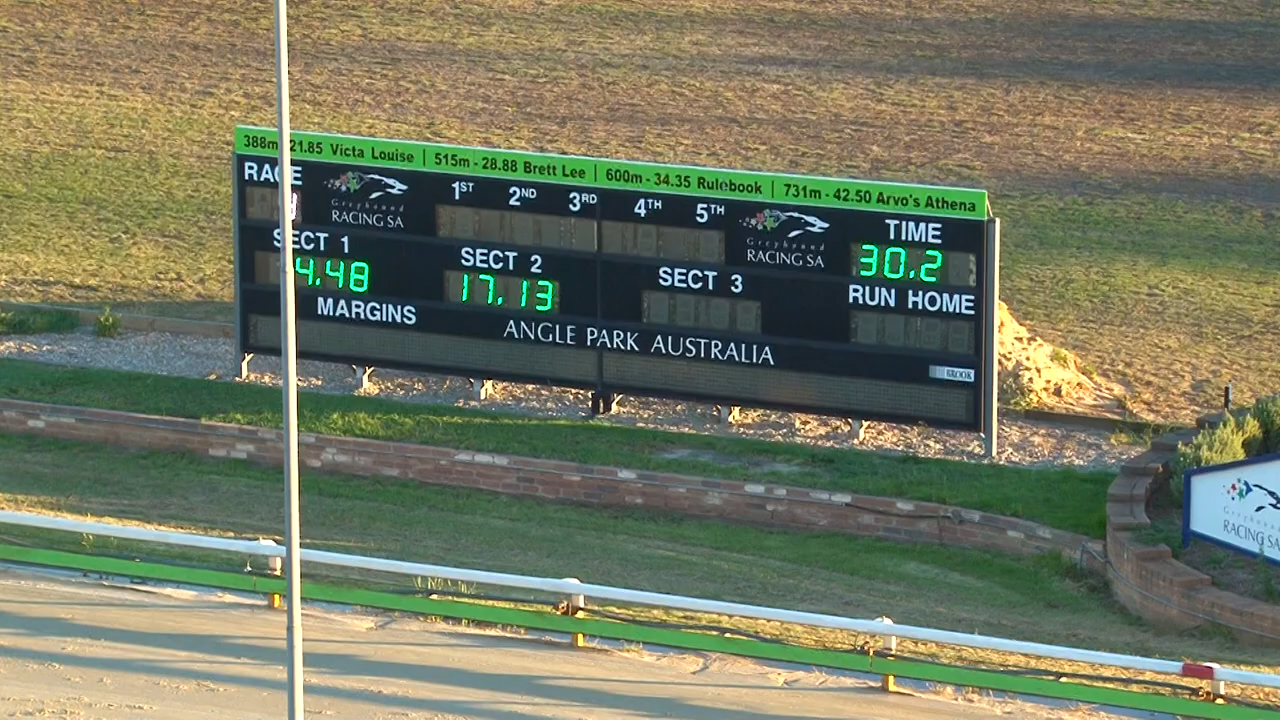 388m 21.85 Victa Louise | 515m - 28.88 Brett Lee | 600m - 34.35 Rulebook | 731m - 42.50 Arvo's Athena
RACE
Greyhound
RACING SA
1ST 2ND 3RD 4TH 5TH
Greyhound
RACING SA
TIME
30.2
SECT 1
4.48
SECT 2
17.13
SECT 3
RUN HOME
MARGINS
ANGLE PARK AUSTRALIA
BROOK
Greyhound
RACING SA